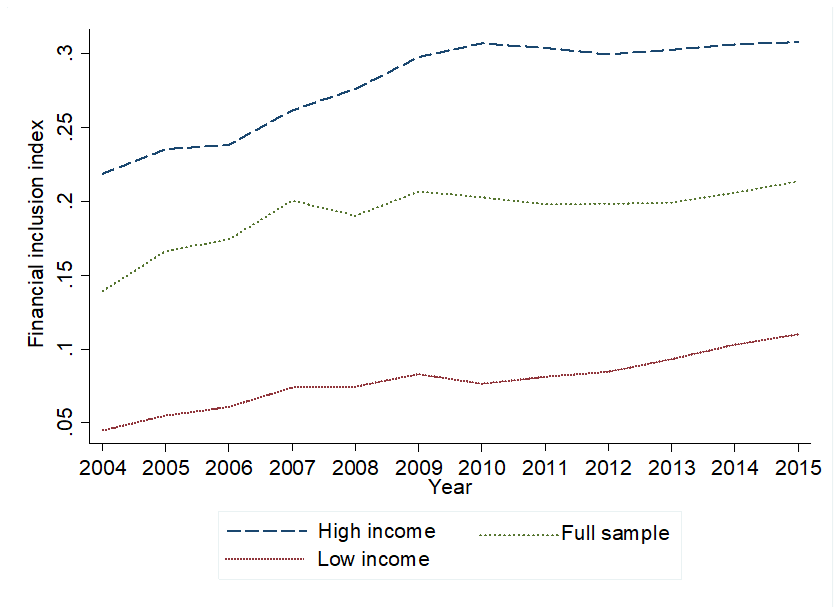 Financial inclusion index
.3
.25
.2
.15
.1
.05
2004 2005 2006 2007 2008 2009 2010 2011 2012 2013 2014 2015
Year
High income Full sample
Low income